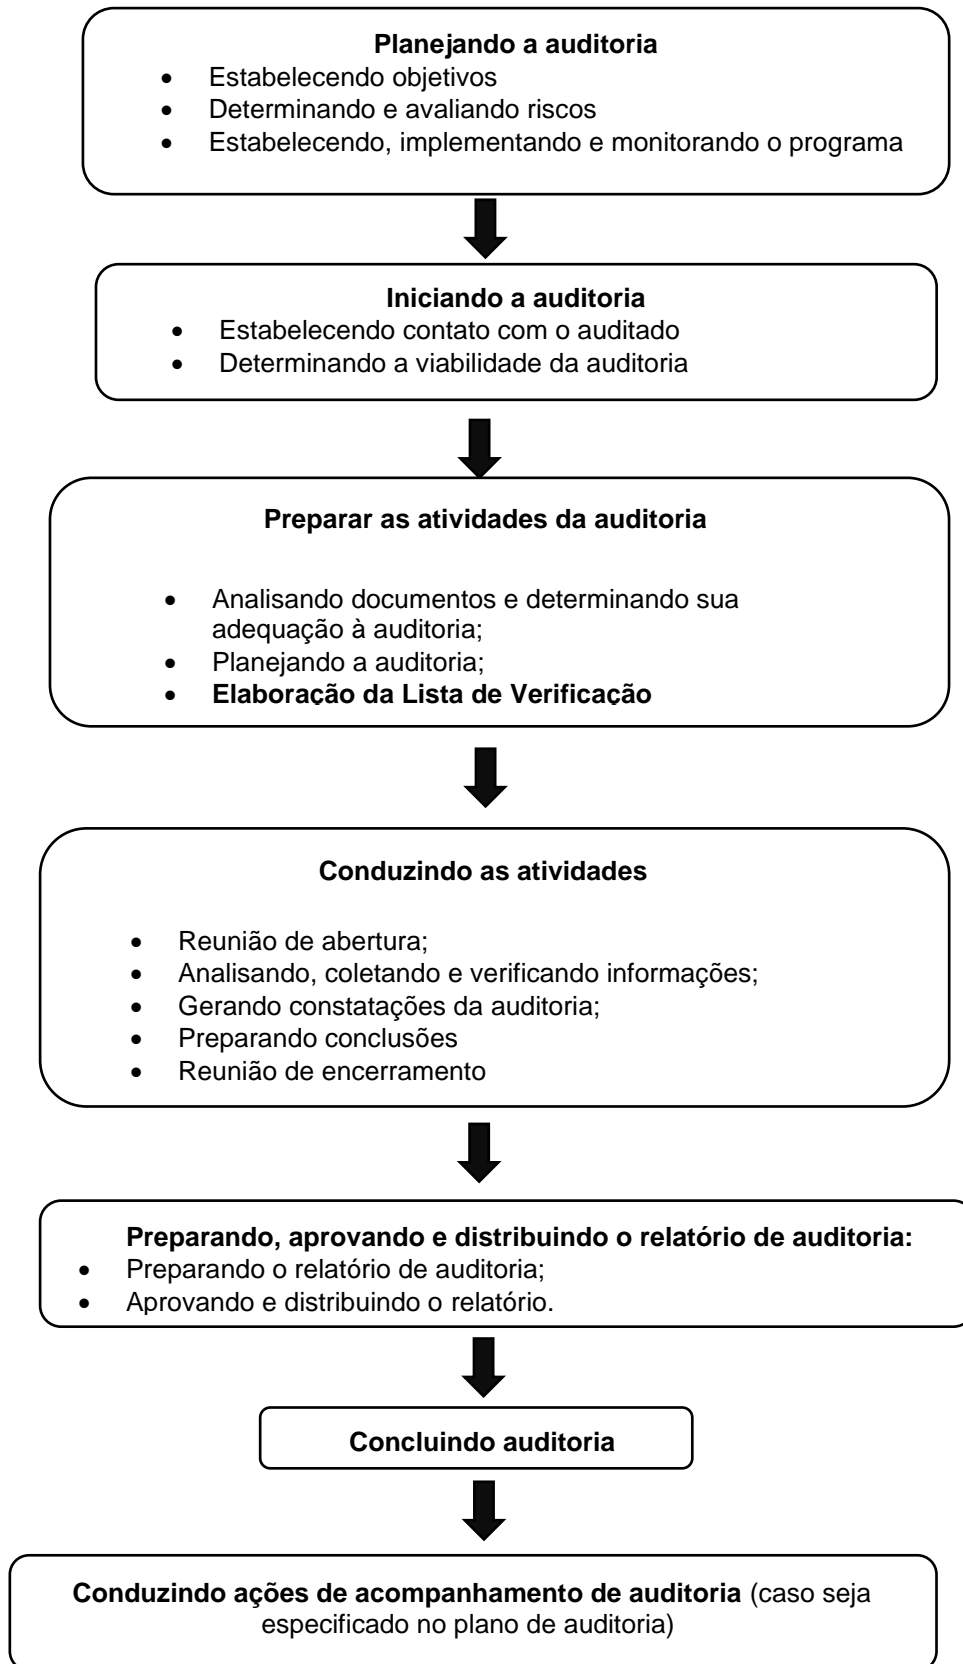 Planejando a auditoria
• Estabelecendo objetivos
• Determinando e avaliando riscos
• Estabelecendo, implementando e monitorando o programa
Iniciando a auditoria
• Estabelecendo contato com o auditado
• Determinando a viabilidade da auditoria
Preparar as atividades da auditoria
• Analisando documentos e determinando sua
adequação à auditoria;
• Planejando a auditoria;
• Elaboração da Lista de Verificação
Conduzindo as atividades
• Reunião de abertura;
• Analisando, coletando e verificando informações;
• Gerando constatações da auditoria;
• Preparando conclusões
• Reunião de encerramento
Preparando, aprovando e distribuindo o relatório de auditoria:
• Preparando o relatório de auditoria;
• Aprovando e distribuindo o relatório.
Concluindo auditoria
Conduzindo ações de acompanhamento de auditoria (caso seja
especificado no plano de auditoria)